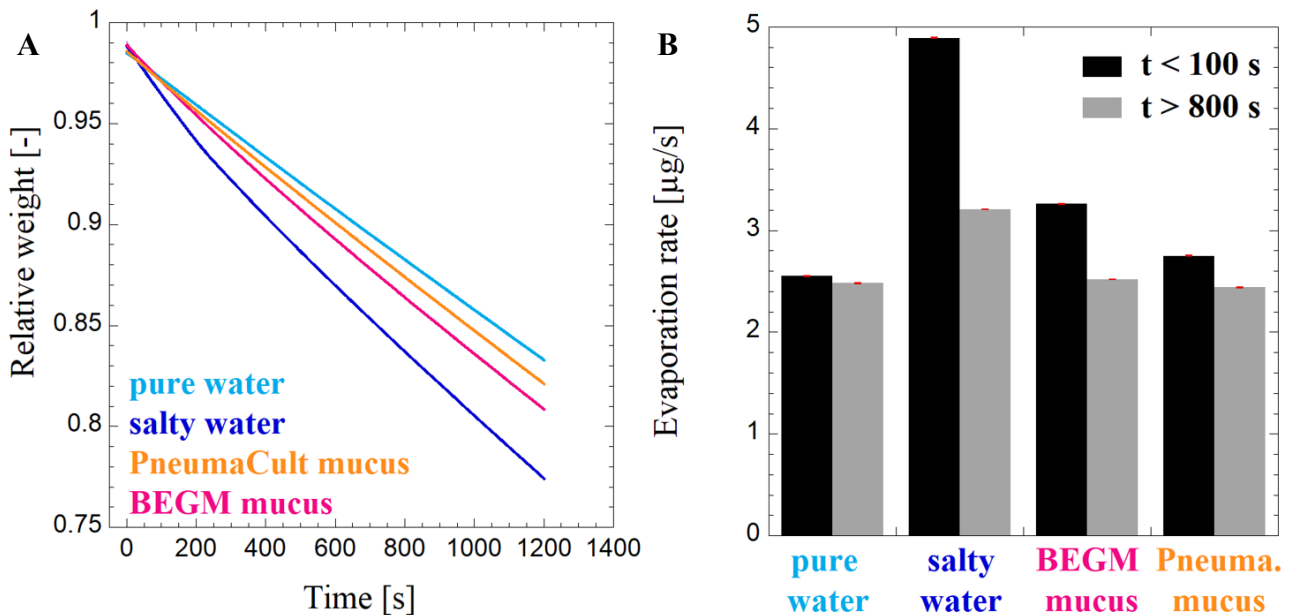 A
1
0.95
0.9
0.85
0.8
0.75
Relative weight [-]
pure water
salty water
PneumaCult mucus
BEGM mucus
0 200 400 600 800 1000 1200 1400
Time [s]
B
5
4
3
2
1
0
Evaporation rate [µg/s]
t < 100 s
t > 800 s
pure
water
salty
water
BEGM
mucus
Pneuma.
mucus